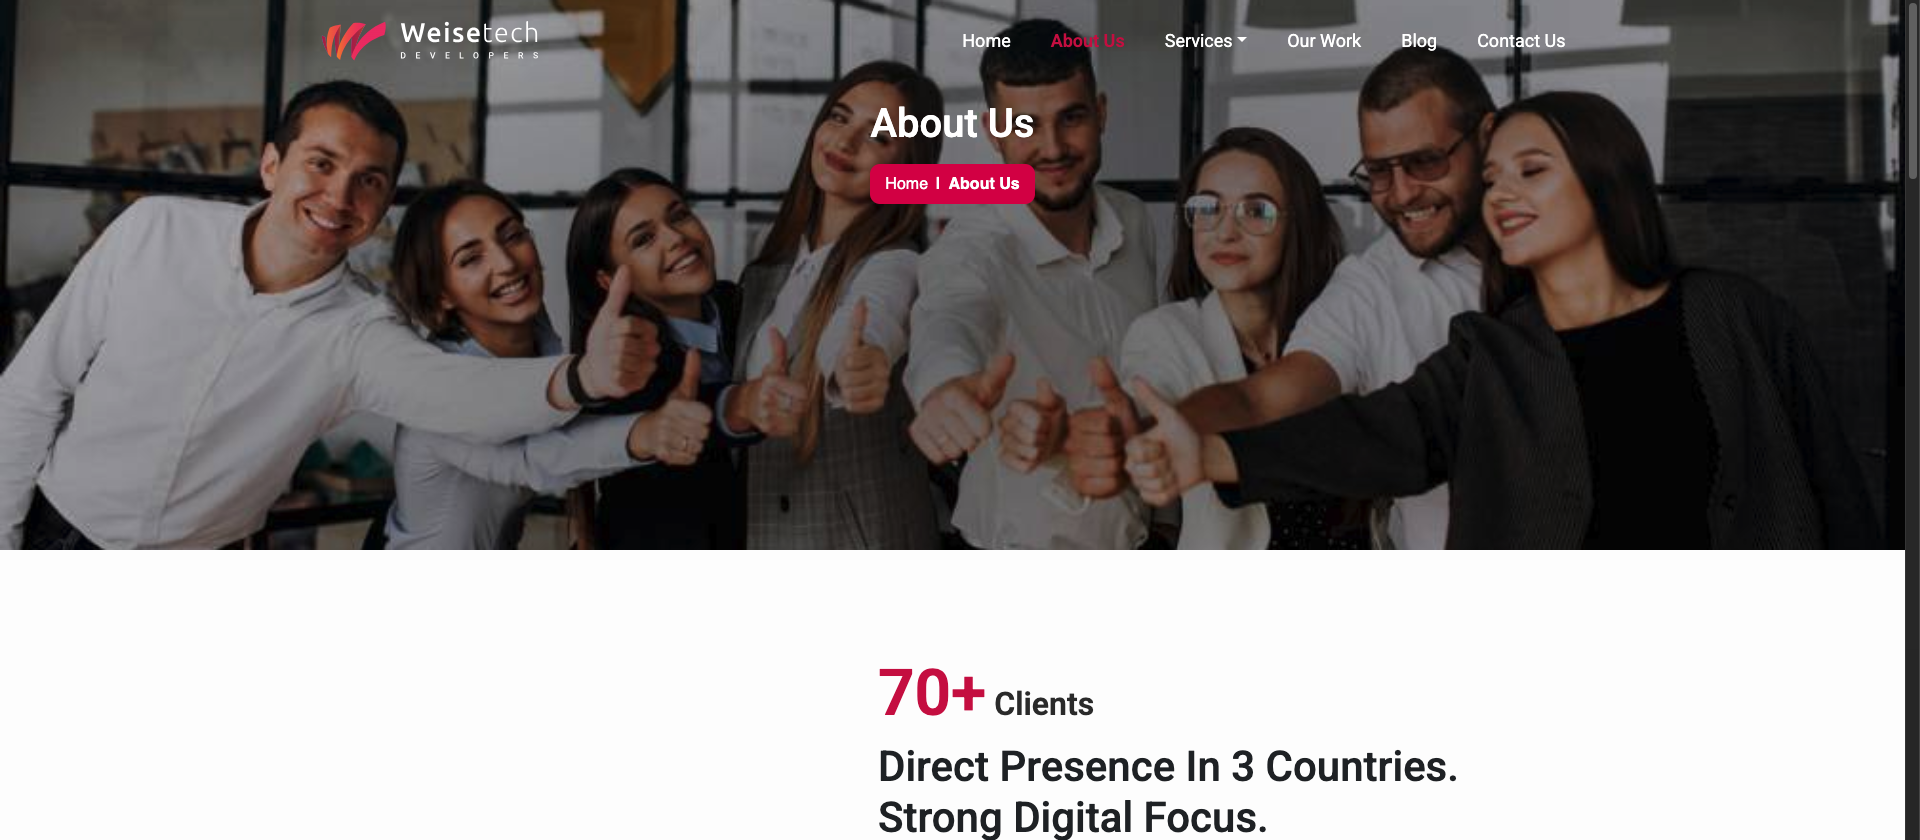 Weisetech
DEVELOPERS
Home
About Us
Services
Our Work
Blog
Contact Us
About Us
Home | About Us
70+ Clients
Direct Presence In 3 Countries.
Strong Digital Focus.